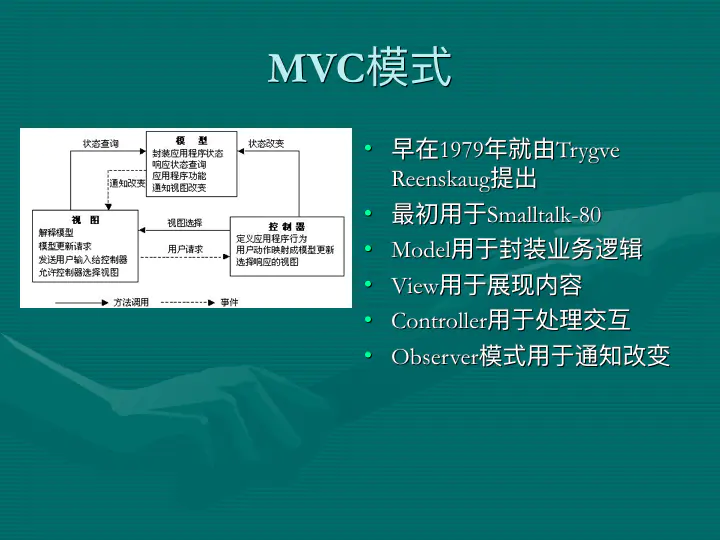 MVC模式
状态查询
模 型
封装应用程序状态
响应状态查询
应用程序功能
通知视图改变
状态改变
通知改变
视 图
解释模型
模型更新请求
发送用户输入给控制器
允许控制器选择视图
视图选择
用户请求
控 制 器
定义应用程序行为
用户动作映射成模型更新
选择响应的视图
方法调用
事件
• 早在1979年就由Trygve
Reenskaug提出
• 最初用于Smalltalk-80
• Model用于封装业务逻辑
• View用于展现内容
• Controller用于处理交互
• Observer模式用于通知改变